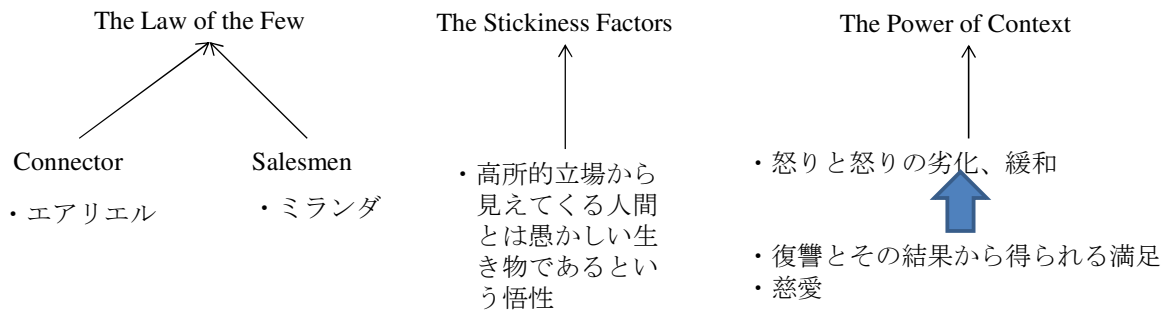 The Law of the Few
The Stickiness Factors
The Power of Context
Connector
Salesmen
・エアリエル
・ミランダ
・高所的立場から
見えてくる人間
とは愚かしい生
き物であるとい
う悟性
・怒りと怒りの劣化、緩和
・復讐とその結果から得られる満足
・慈愛